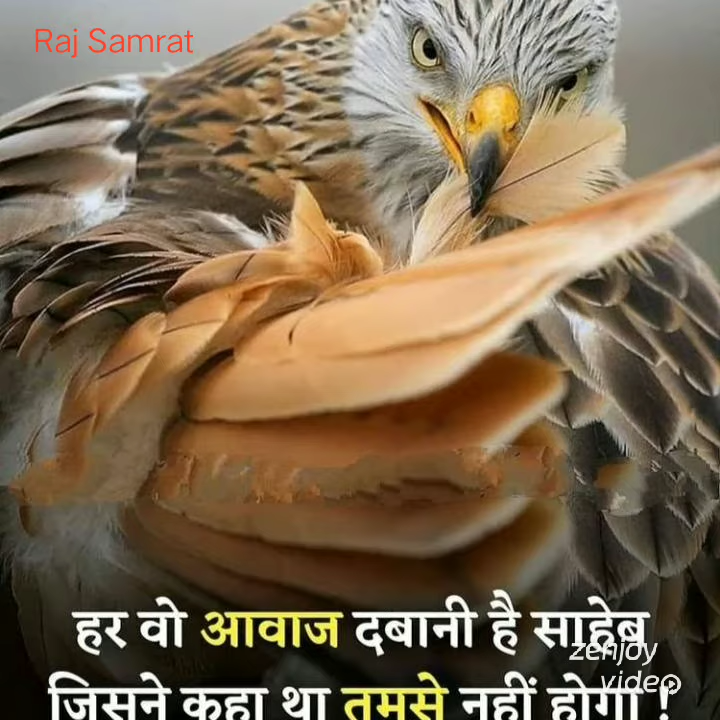 Raj Samrat
हर वो आवाज दबानी है साहेब
zenjoy
video
जिसने कहा था तुमसे नहीं होगा !